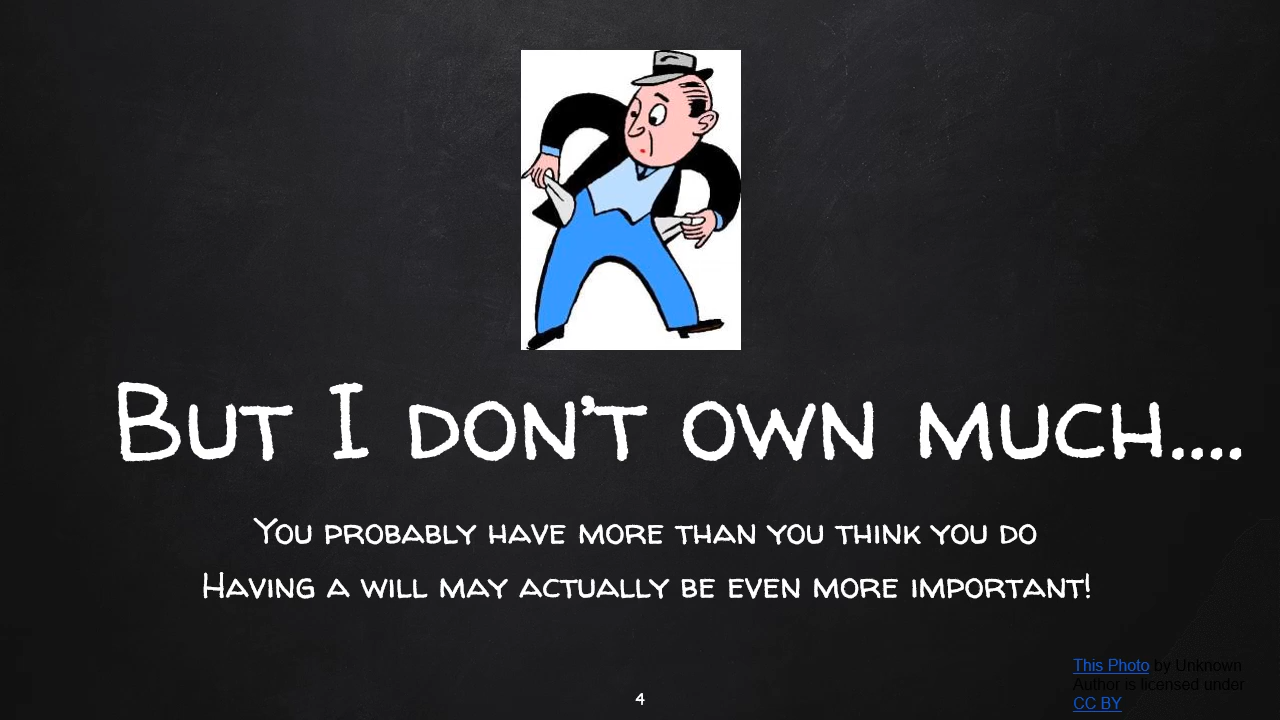 But I don't own much....
You probably have more than you think you do
Having a will may actually be even more important!
This Photo by Unknown
Author is licensed under
CC BY
4